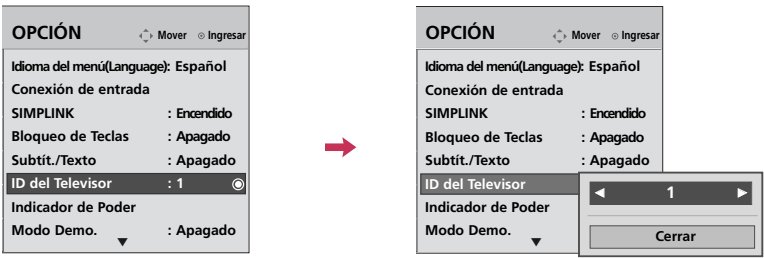 OPCIÓN Mover Ingresar
Idioma del menú(Language): Español
Conexión de entrada
SIMPLINK : Encendido
Bloqueo de Teclas : Apagado
Subtít./Texto : Apagado
ID del Televisor : 1
Indicador de Poder
Modo Demo. : Apagado
OPCIÓN Mover Ingresar
Idioma del menú(Language): Español
Conexión de entrada
SIMPLINK : Encendido
Bloqueo de Teclas : Apagado
Subtít./Texto : Apagado
ID del Televisor
Indicador de Poder
Modo Demo.
1
Cerrar